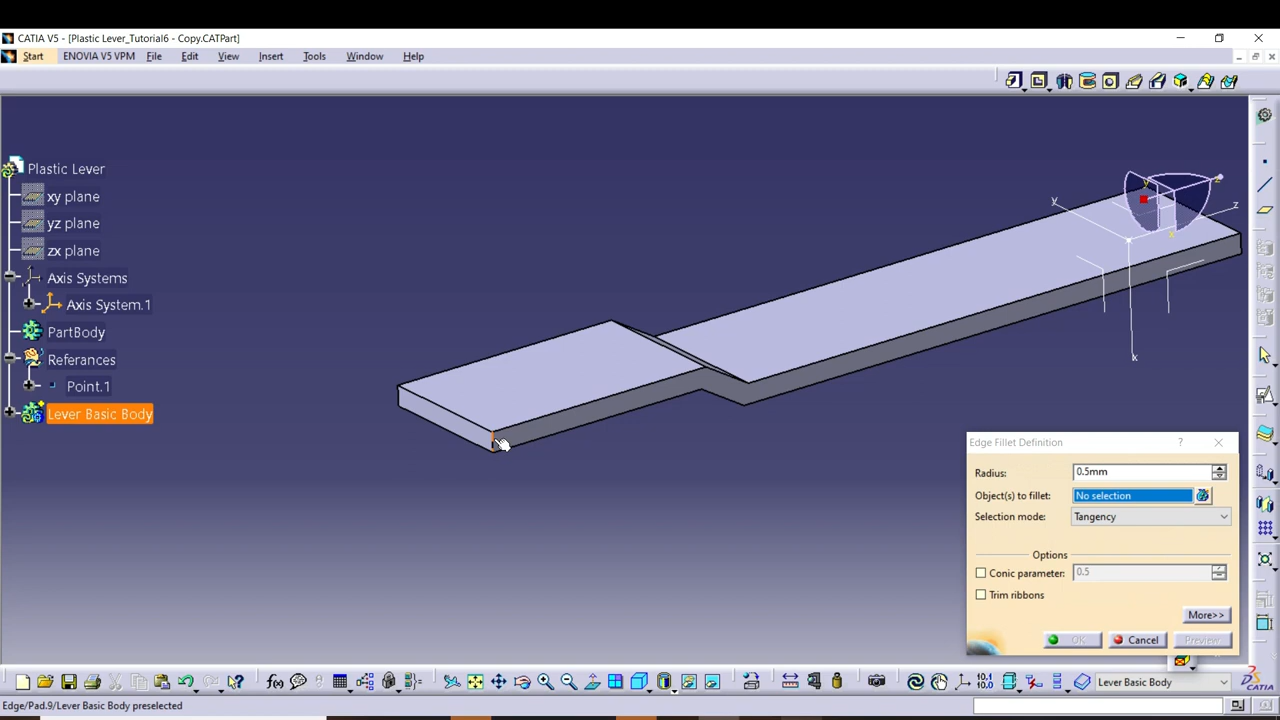 CATIA V5 - [Plastic Lever_Tutorial6 - Copy.CATPart]
Start ENOVIA V5 VPM File Edit View Insert Tools Window Help
Plastic Lever
xy plane
yz plane
zx plane
Axis Systems
Axis System.1
PartBody
Referances
Point.1
Lever Basic Body
y
z
y
z
x
x
Edge Fillet Definition ? 
Radius: 0.5mm
Object(s) to fillet: No selection
Selection mode: Tangency
Options
Conic parameter: 0.5
Trim ribbons
More>>
OK Cancel Preview
f(x) 10.1 Lever Basic Body
CATIA
Edge/Pad.9/Lever Basic Body preselected